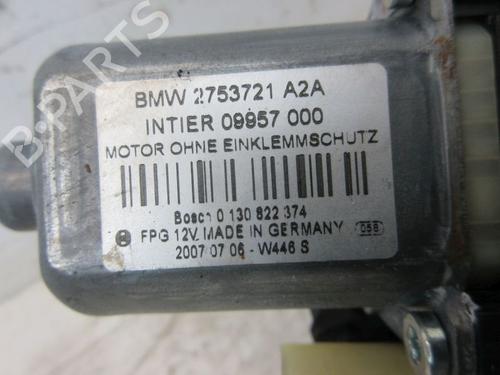 BMW 2753721 A2A
INTIER 09957 000
MOTOR OHNE EINKLEMMSCHUTZ
Bosch 0 130 822 374
FPG 12V MADE IN GERMANY 058
2007 07 06 - W446 S